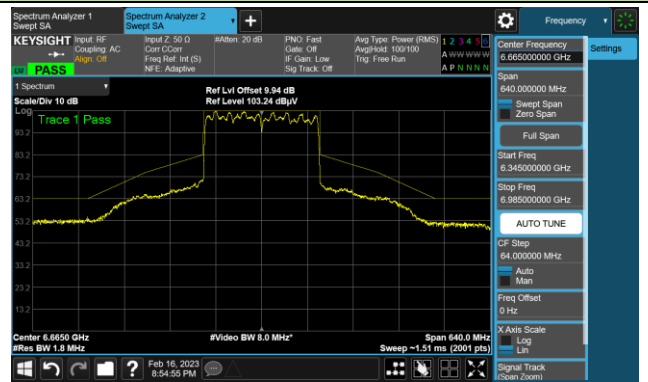 Spectrum Analyzer 1
Swept SA
Spectrum Analyzer 2
Swept SA
Frequency
KEYSIGHT
Input: RF
Coupling: AC
Align: Off
Input Z: 50 Ω
Corr CCorr
Freq Ref: Int (S)
NFE: Adaptive
#Atten: 20 dB
PNO: Fast
Gate: Off
IF Gain: Low
Sig Track: Off
Avg Type: Power (RMS)
Avg|Hold: 100/100
Trig: Free Run
1 2 3 4 5 6
A W W W W W
A P N N N N
PASS
1 Spectrum
Scale/Div 10 dB
Ref Lvl Offset 9.94 dB
Ref Level 103.24 dBµV
Log
Trace 1 Pass
93.2
83.2
73.2
63.2
53.2
43.2
33.2
23.2
13.2
Center 6.6650 GHz
#Res BW 1.8 MHz
#Video BW 8.0 MHz*
Span 640.0 MHz
Sweep ~1.51 ms (2001 pts)
Feb 16, 2023
8:54:55 PM
Center Frequency
6.665000000 GHz
Settings
Span
640.000000 MHz
Swept Span
Zero Span
Full Span
Start Freq
6.345000000 GHz
Stop Freq
6.985000000 GHz
AUTO TUNE
CF Step
64.000000 MHz
Auto
Man
Freq Offset
0 Hz
X Axis Scale
Log
Lin
Signal Track
(Span Zoom)